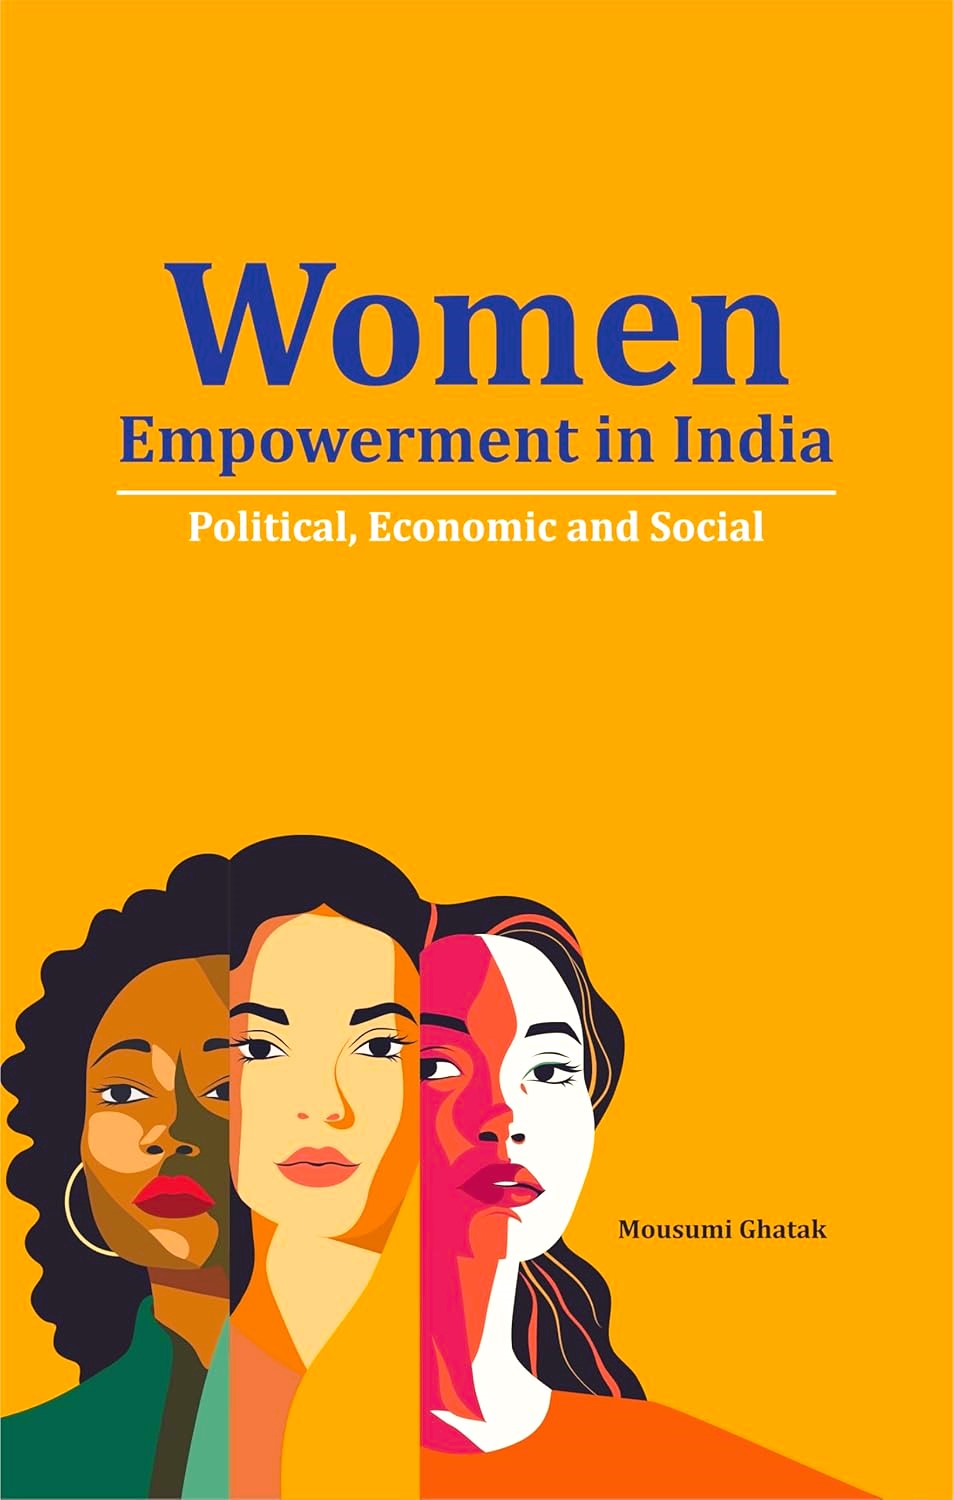 Women
Empowerment in India
Political, Economic and Social
Mousumi Ghatak